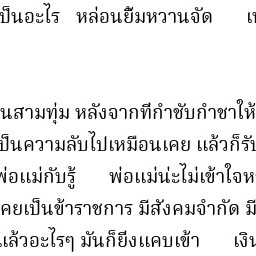 ป็นอะไร หล่อนยิ้มหวานจัด
นสามทุ่ม หลังจากที่กำชับกำชาให้
ป็นความลับไปเหมือนเคย แล้วก็รับ
พ่อแม่กับรู้ พ่อแม่น่ะไม่เข้าใจห
คยเป็นข้าราชการ มีสังคมจำกัด มี
แล้วอะไรๆ มันก็ยิ่งแคบเข้า เงิน